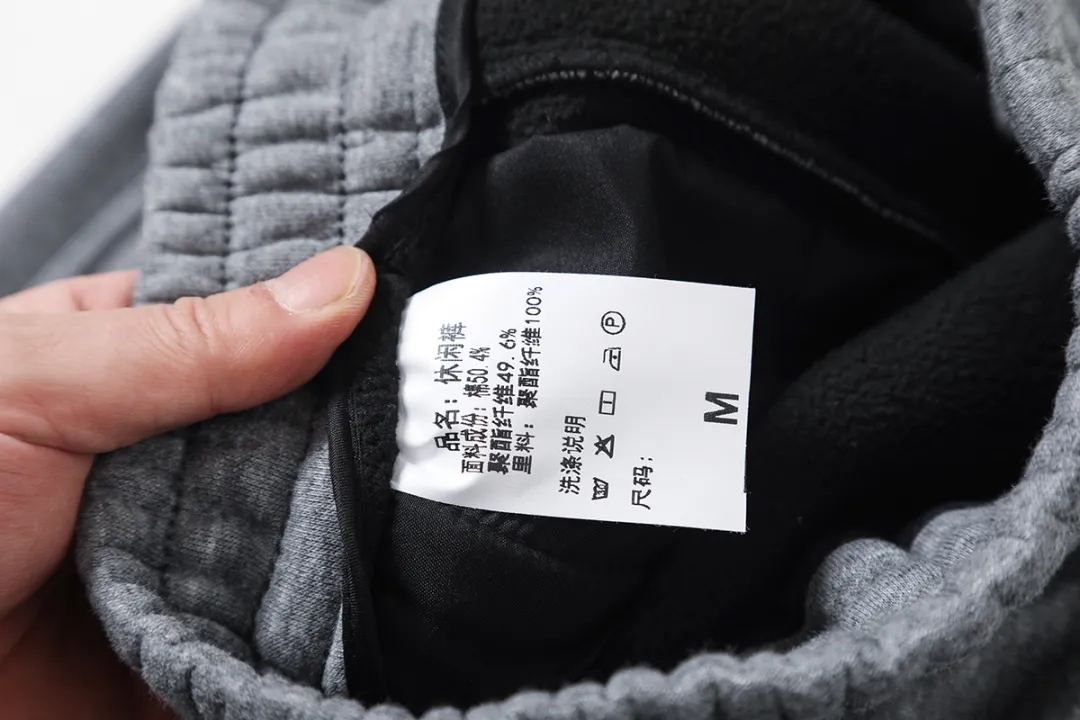 品名：休闲裤
面料成份：棉50.4%
聚酯纤维49.6%
里料：聚酯纤维100%
洗涤说明
P
尺码：
M